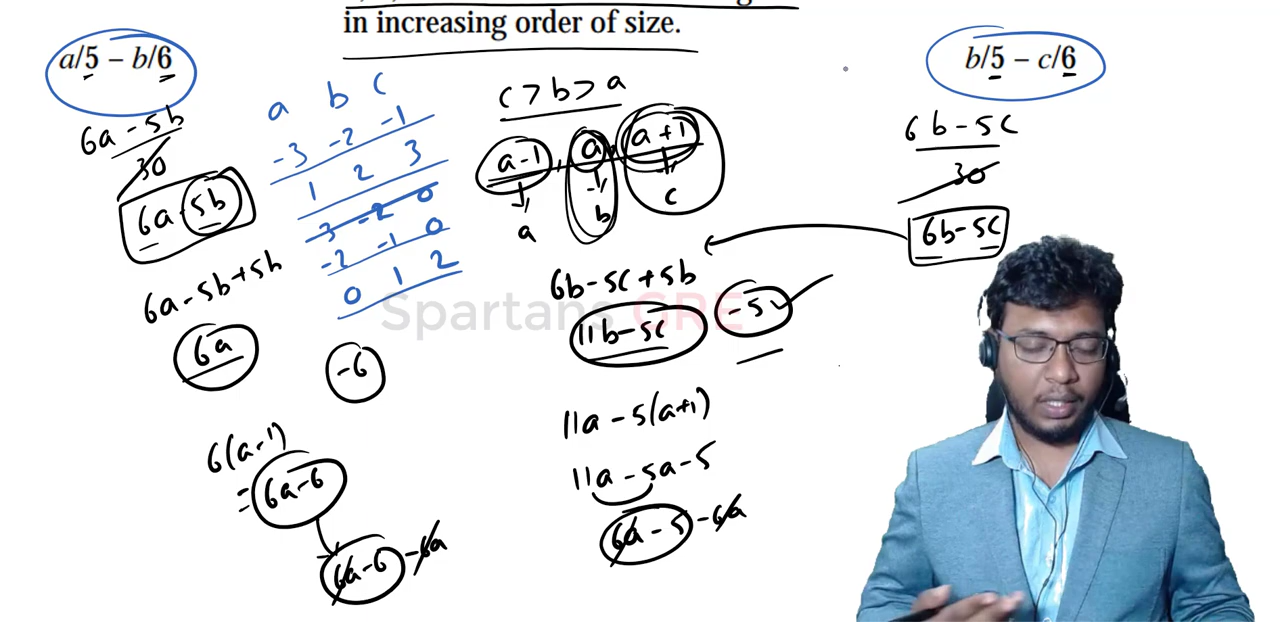 in increasing order of size.
a/5 – b/6
b/5 – c/6
6a-5b
30
6a-5b
6a-5b+5b
6a
6(a-1)
= 6a-6
6a-6 -6a
a b c
-3 -2 -1
1 2 3
-3 -2 0
-2 -1 0
0 1 2
-6
c > b > a
a-1, a, a+1
a
b
c
6b-5c+5b
11b-5c
-5
11a-5(a+1)
11a-5a-5
6a-5 -6a
6b-5c
30
6b-5c
Spartans GRE